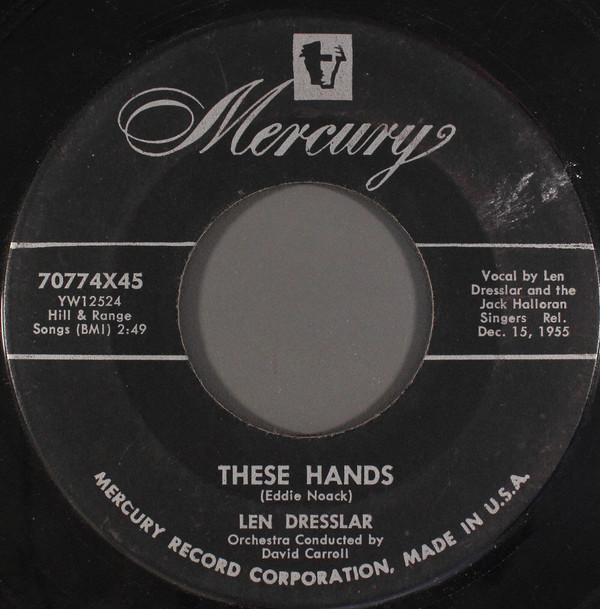 Mercury
70774X45
YW12524
Hill & Range
Songs (BMI) 2:49
Vocal by Len
Dresslar and the
Jack Halloran
Singers Rel.
Dec. 15, 1955
THESE HANDS
(Eddie Noack)
LEN DRESSLAR
Orchestra Conducted by
David Carroll
MERCURY RECORD CORPORATION, MADE IN U.S.A.